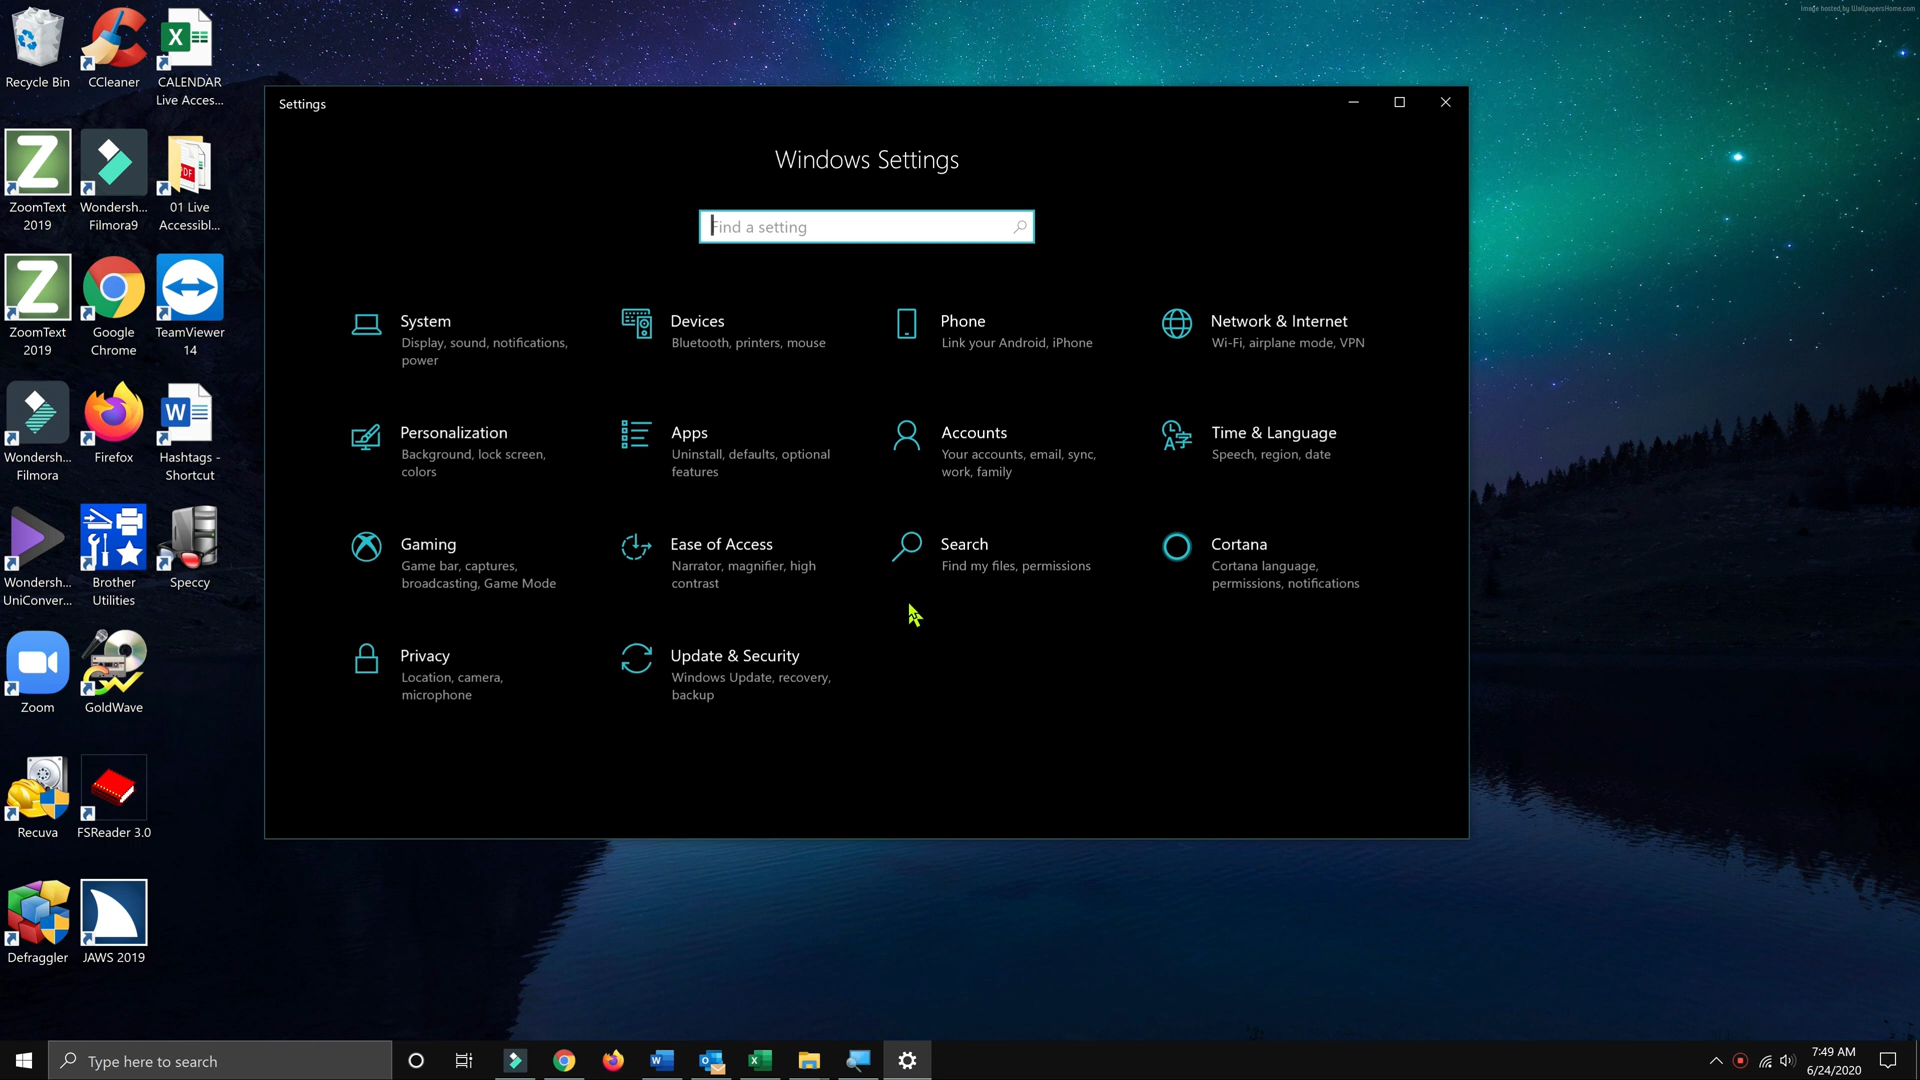 Image hosted by WallpapersHome.com
Recycle Bin
CCleaner
CALENDAR
Live Acces...
ZoomText
2019
Wondersh...
Filmora9
PDF
01 Live
Accessibl...
ZoomText
2019
Google
Chrome
TeamViewer
14
Wondersh...
Filmora
Firefox
Hashtags -
Shortcut
Wondersh...
UniConver...
Brother
Utilities
Speccy
Zoom
GoldWave
Recuva
FSReader 3.0
Defraggler
JAWS 2019
Settings
Windows Settings
Find a setting
System
Display, sound, notifications,
power
Devices
Bluetooth, printers, mouse
Phone
Link your Android, iPhone
Network & Internet
Wi-Fi, airplane mode, VPN
Personalization
Background, lock screen,
colors
Apps
Uninstall, defaults, optional
features
Accounts
Your accounts, email, sync,
work, family
Time & Language
Speech, region, date
Gaming
Game bar, captures,
broadcasting, Game Mode
Ease of Access
Narrator, magnifier, high
contrast
Search
Find my files, permissions
Cortana
Cortana language,
permissions, notifications
Privacy
Location, camera,
microphone
Update & Security
Windows Update, recovery,
backup
Type here to search
7:49 AM
6/24/2020